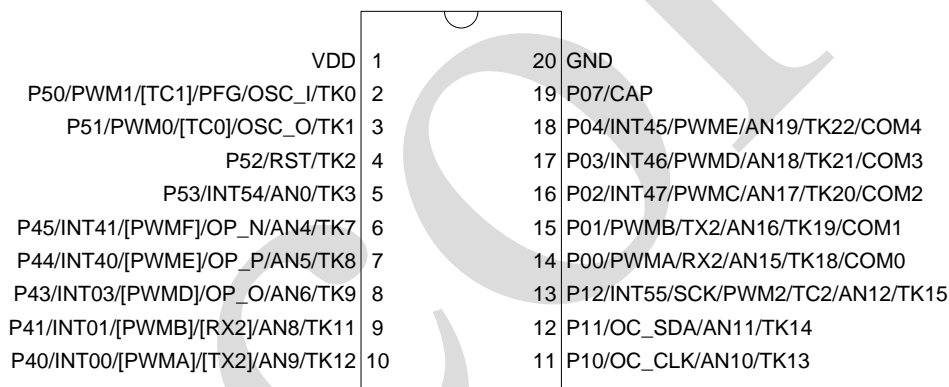 VDD 1 20 GND
P50/PWM1/[TC1]/PFG/OSC_I/TK0 2 19 P07/CAP
P51/PWM0/[TC0]/OSC_O/TK1 3 18 P04/INT45/PWME/AN19/TK22/COM4
P52/RST/TK2 4 17 P03/INT46/PWMD/AN18/TK21/COM3
P53/INT54/AN0/TK3 5 16 P02/INT47/PWMC/AN17/TK20/COM2
P45/INT41/[PWMF]/OP_N/AN4/TK7 6 15 P01/PWMB/TX2/AN16/TK19/COM1
P44/INT40/[PWME]/OP_P/AN5/TK8 7 14 P00/PWMA/RX2/AN15/TK18/COM0
P43/INT03/[PWMD]/OP_O/AN6/TK9 8 13 P12/INT55/SCK/PWM2/TC2/AN12/TK15
P41/INT01/[PWMB]/[RX2]/AN8/TK11 9 12 P11/OC_SDA/AN11/TK14
P40/INT00/[PWMA]/[TX2]/AN9/TK12 10 11 P10/OC_CLK/AN10/TK13